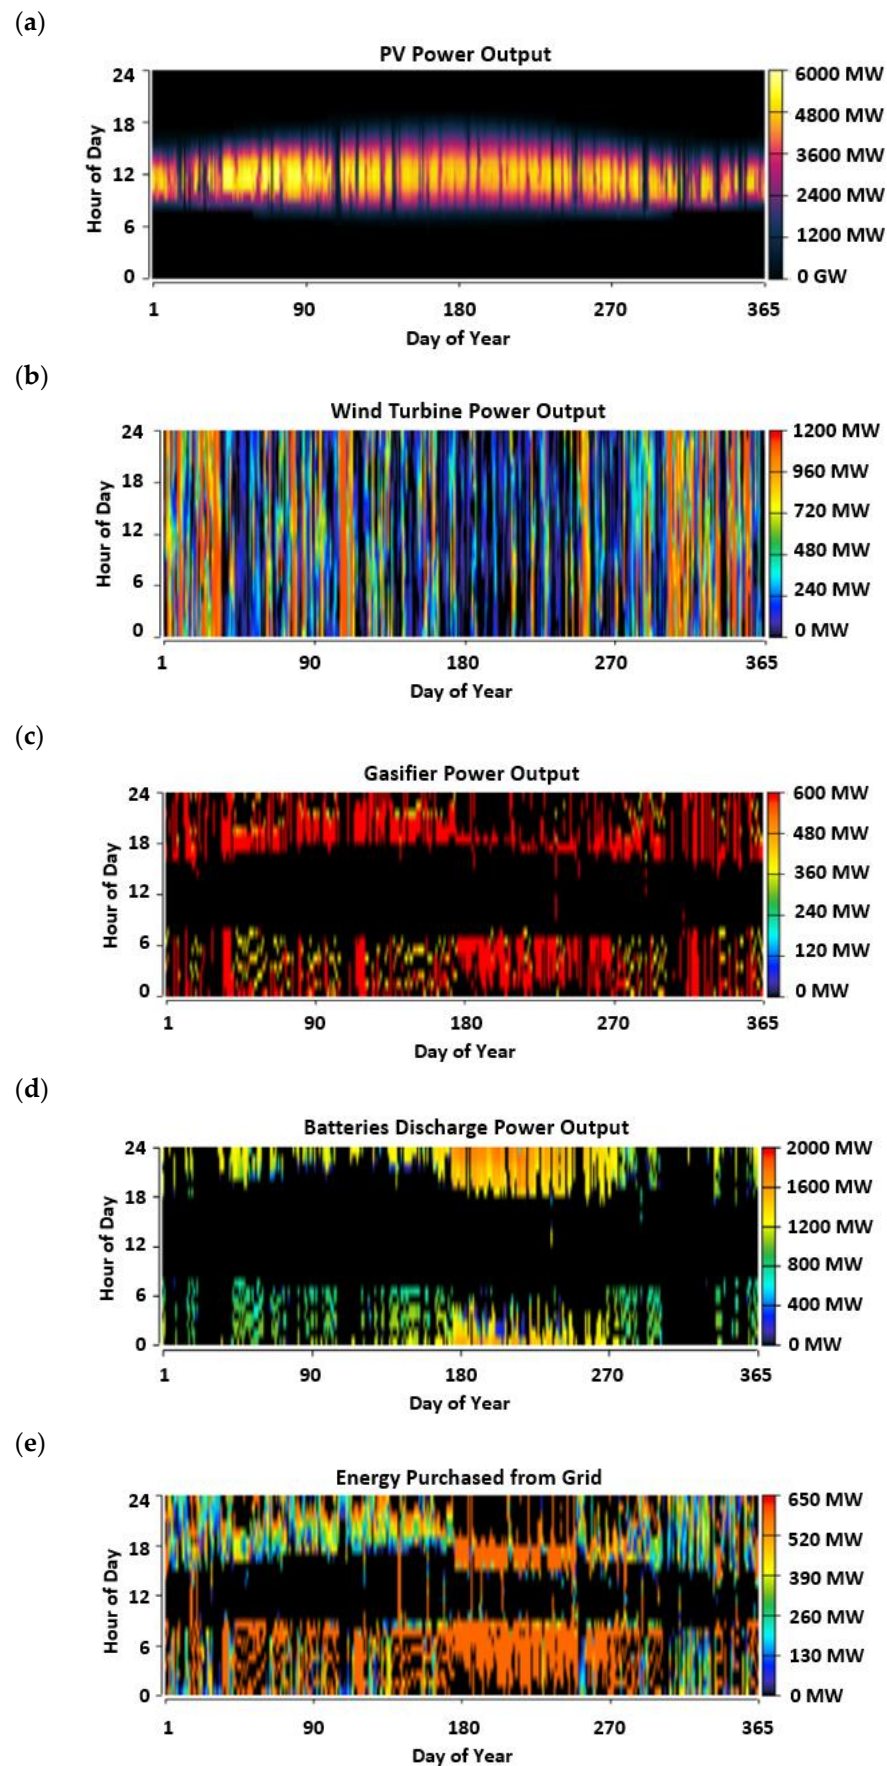 (a)
PV Power Output
Hour of Day
24
18
12
6
0
6000 MW
4800 MW
3600 MW
2400 MW
1200 MW
0 GW
1 90 180 270 365
Day of Year
(b)
Wind Turbine Power Output
Hour of Day
24
18
12
6
0
1200 MW
960 MW
720 MW
480 MW
240 MW
0 MW
1 90 180 270 365
Day of Year
(c)
Gasifier Power Output
Hour of Day
24
18
12
6
0
600 MW
480 MW
360 MW
240 MW
120 MW
0 MW
1 90 180 270 365
Day of Year
(d)
Batteries Discharge Power Output
Hour of Day
24
18
12
6
0
2000 MW
1600 MW
1200 MW
800 MW
400 MW
0 MW
1 90 180 270 365
Day of Year
(e)
Energy Purchased from Grid
Hour of Day
24
18
12
6
0
650 MW
520 MW
390 MW
260 MW
130 MW
0 MW
1 90 180 270 365
Day of Year